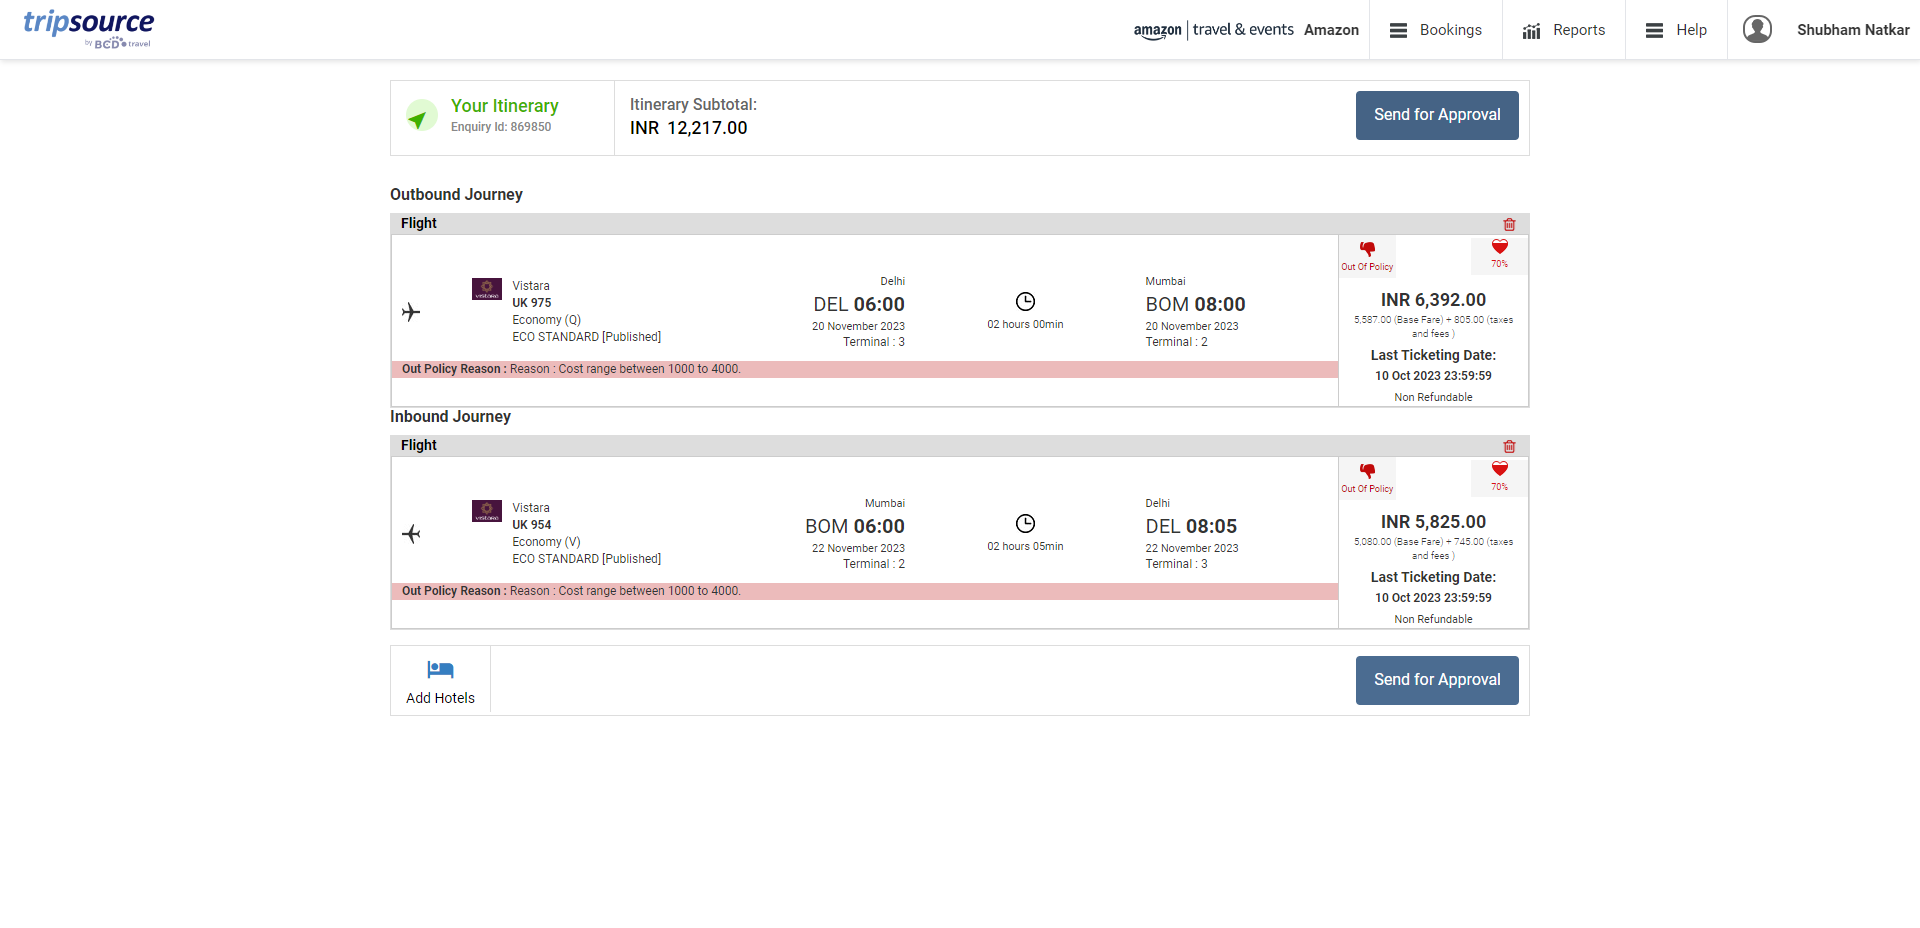 tripsource
by BCD travel
amazon travel & events Amazon
Bookings
Reports
Help
Shubham Natkar
Your Itinerary
Enquiry Id: 869850
Itinerary Subtotal:
INR 12,217.00
Send for Approval
Outbound Journey
Flight
VISTARA
Vistara
UK 975
Economy (Q)
ECO STANDARD [Published]
Delhi
DEL 06:00
20 November 2023
Terminal : 3
02 hours 00min
Mumbai
BOM 08:00
20 November 2023
Terminal : 2
Out Of Policy
70%
INR 6,392.00
5,587.00 (Base Fare) + 805.00 (taxes
and fees )
Last Ticketing Date:
10 Oct 2023 23:59:59
Non Refundable
Out Policy Reason : Reason : Cost range between 1000 to 4000.
Inbound Journey
Flight
VISTARA
Vistara
UK 954
Economy (V)
ECO STANDARD [Published]
Mumbai
BOM 06:00
22 November 2023
Terminal : 2
02 hours 05min
Delhi
DEL 08:05
22 November 2023
Terminal : 3
Out Of Policy
70%
INR 5,825.00
5,080.00 (Base Fare) + 745.00 (taxes
and fees )
Last Ticketing Date:
10 Oct 2023 23:59:59
Non Refundable
Out Policy Reason : Reason : Cost range between 1000 to 4000.
Add Hotels
Send for Approval